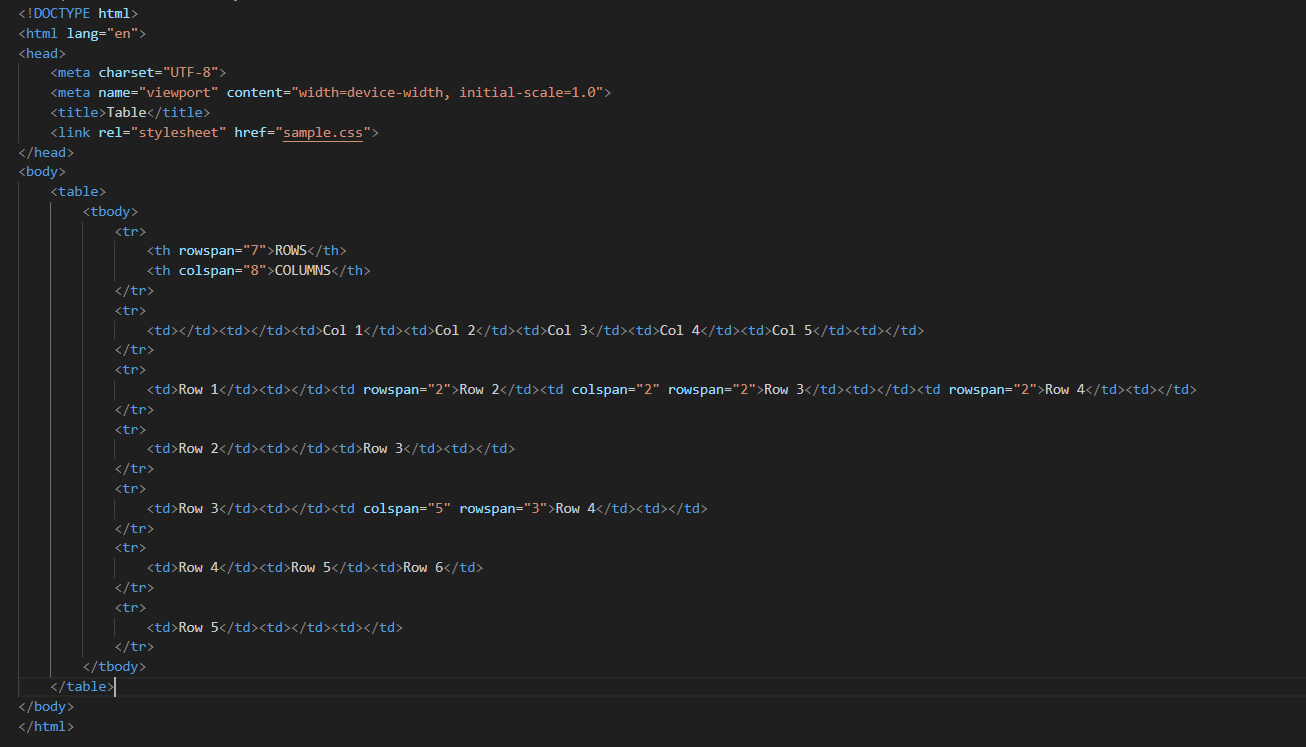 <!DOCTYPE html>
<html lang="en">
<head>
    <meta charset="UTF-8">
    <meta name="viewport" content="width=device-width, initial-scale=1.0">
    <title>Table</title>
    <link rel="stylesheet" href="sample.css">
</head>
<body>
    <table>
        <tbody>
            <tr>
                <th rowspan="7">ROWS</th>
                <th colspan="8">COLUMNS</th>
            </tr>
            <tr>
                <td></td><td></td><td>Col 1</td><td>Col 2</td><td>Col 3</td><td>Col 4</td><td>Col 5</td><td></td>
            </tr>
            <tr>
                <td>Row 1</td><td></td><td rowspan="2">Row 2</td><td colspan="2" rowspan="2">Row 3</td><td></td><td rowspan="2">Row 4</td><td></td>
            </tr>
            <tr>
                <td>Row 2</td><td></td><td>Row 3</td><td></td>
            </tr>
            <tr>
                <td>Row 3</td><td></td><td colspan="5" rowspan="3">Row 4</td><td></td>
            </tr>
            <tr>
                <td>Row 4</td><td>Row 5</td><td>Row 6</td>
            </tr>
            <tr>
                <td>Row 5</td><td></td><td></td>
            </tr>
        </tbody>
    </table>
</body>
</html>